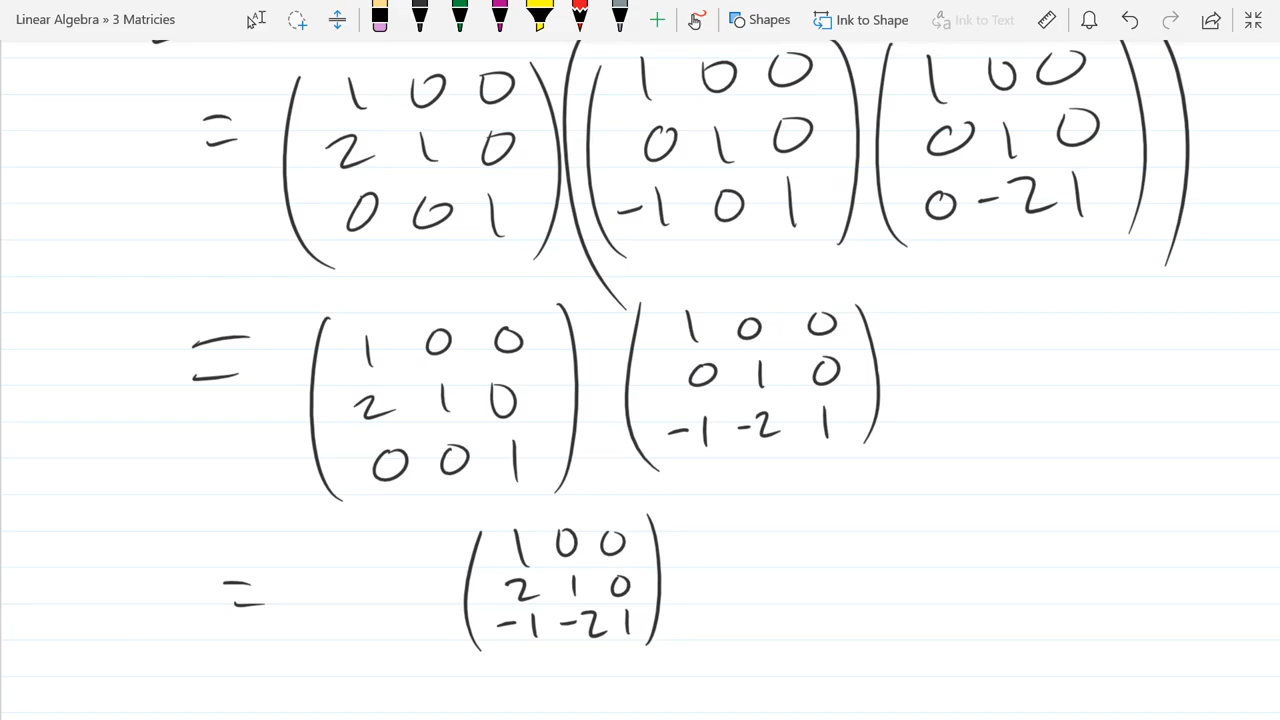 Linear Algebra » 3 Matricies Shapes Ink to Shape Ink to Text
1 0 0 1 0 0 1 0 0
= 2 1 0 0 1 0 0 1 0
0 0 1 -1 0 1 0 -2 1
1 0 0 1 0 0
= 2 1 0 0 1 0
0 0 1 -1 -2 1
1 0 0
= 2 1 0
-1 -2 1